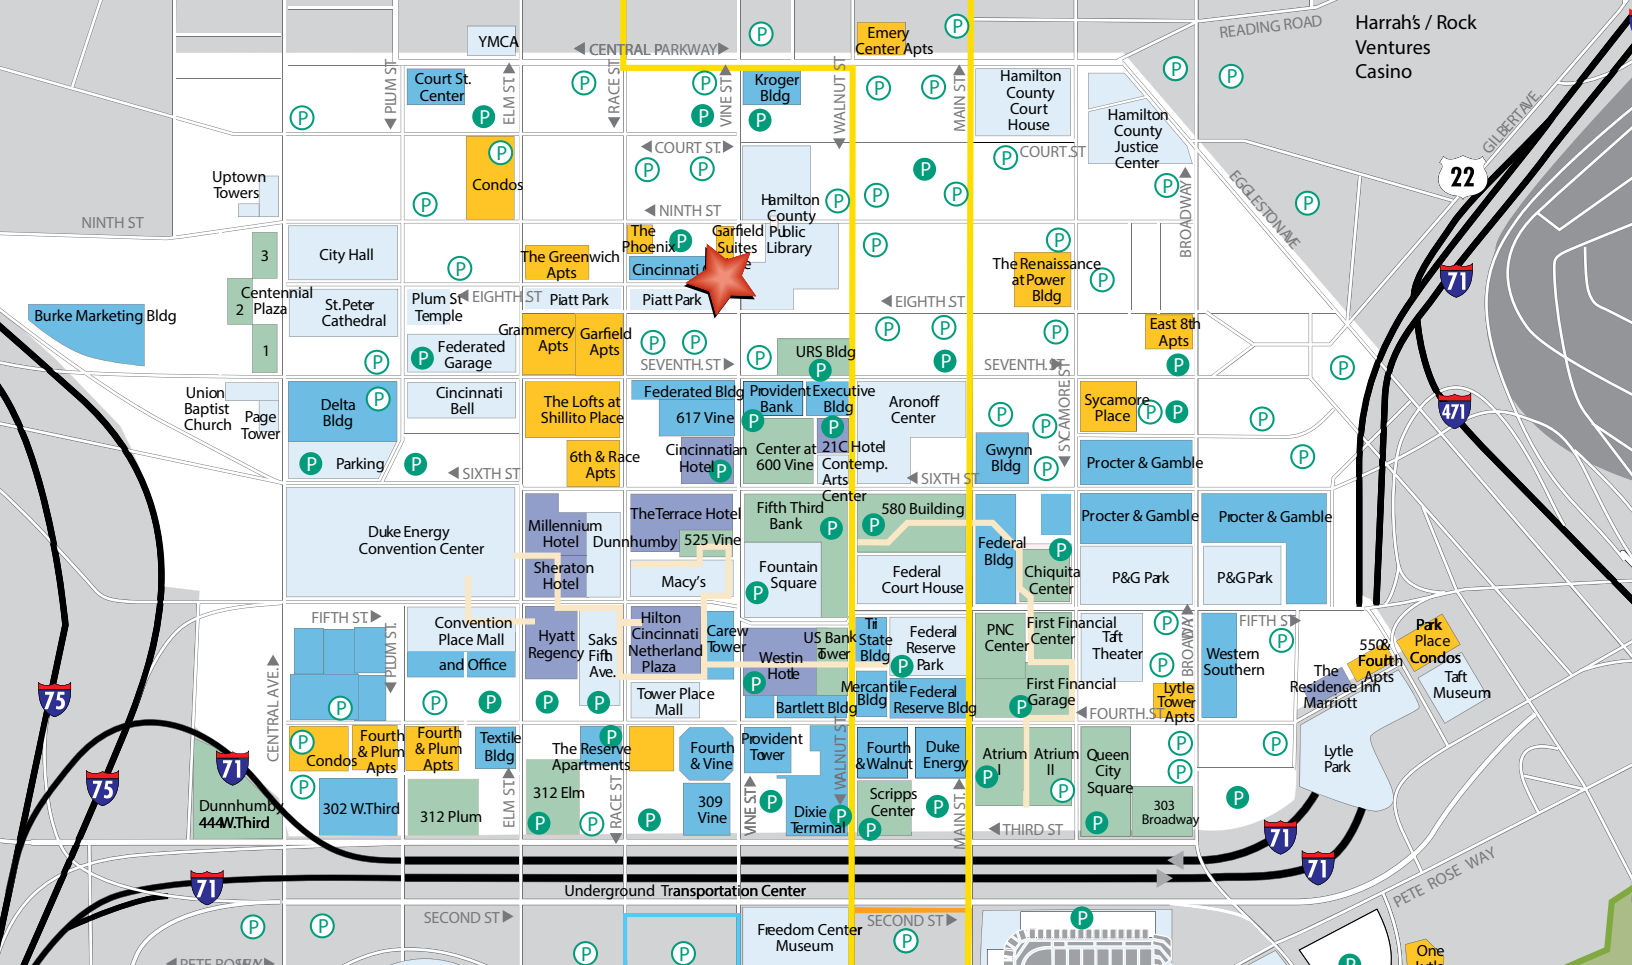 Harrah's / Rock
Ventures
Casino
READING ROAD
Emery
Center Apts
YMCA
CENTRAL PARKWAY
PLUM ST.
Court St.
Center
ELM ST.
RACE ST.
VINE ST.
Kroger
Bldg
WALNUT ST.
MAIN ST.
Hamilton
County
Court
House
Hamilton
County
Justice
Center
GILBERT AVE.
COURT ST.
COURT ST
22
Uptown
Towers
Condos
NINTH ST
NINTH ST
BROADWAY
EGGLESTON AVE.
Hamilton
County
Public
Library
The
Phoenix
Garfield
Suites
3
City Hall
The Greenwich
Apts
Cincinnati
The Renaissance
at Power
Bldg
71
Centennial
Plaza
2
1
Burke Marketing Bldg
St. Peter
Cathedral
Plum St
Temple
EIGHTH ST
Piatt Park
Piatt Park
EIGHTH ST
Federated
Garage
Grammercy
Apts
Garfield
Apts
East 8th
Apts
URS Bldg
SEVENTH ST
SEVENTH ST
SYCAMORE ST
Union
Baptist
Church
Page
Tower
Delta
Bldg
Cincinnati
Bell
The Lofts at
Shillito Place
Federated Bldg
617 Vine
Provident
Bank
Executive
Bldg
Aronoff
Center
Sycamore
Place
471
Parking
SIXTH ST
6th & Race
Apts
Cincinnatian
Hotel
Center at
600 Vine
21C Hotel
Contemp.
Arts
Center
SIXTH ST
Gwynn
Bldg
Procter & Gamble
Duke Energy
Convention Center
Millennium
Hotel
The Terrace Hotel
Dunnhumby
525 Vine
Fifth Third
Bank
580 Building
Federal
Bldg
Procter & Gamble
Procter & Gamble
Sheraton
Hotel
Macy's
Fountain
Square
Federal
Court House
Chiquita
Center
P&G Park
P&G Park
FIFTH ST
PLUM ST.
Convention
Place Mall
and Office
Hyatt
Regency
Saks
Fifth
Ave.
Hilton
Cincinnati
Netherland
Plaza
Carew
Tower
Westin
Hotle
US Bank
Tower
Tri
State
Bldg
Federal
Reserve
Park
PNC
Center
First Financial
Center
Taft
Theater
BROADWAY
Western
Southern
FIFTH ST
Park
Place
Condos
550&
Fourth
Apts
The
Residence Inn
Marriott
Taft
Museum
CENTRAL AVE.
75
Tower Place
Mall
Bartlett Bldg
Mercantile
Bldg
Federal
Reserve Bldg
First Financial
Garage
FOURTH ST
Lytle
Tower
Apts
71
75
Condos
Fourth
& Plum
Apts
Fourth
& Plum
Apts
Textile
Bldg
The Reserve
Apartments
Fourth
& Vine
Provident
Tower
WALNUT ST.
Fourth
& Walnut
Duke
Energy
Atrium
I
Atrium
II
Queen
City
Square
Lytle
Park
Dunnhumby
444 W. Third
302 W. Third
312 Plum
ELM ST
312 Elm
RACE ST.
309
Vine
VINE ST
Dixie
Terminal
Scripps
Center
MAIN ST.
THIRD ST
303
Broadway
71
71
71
Underground Transportation Center
PETE ROSE WAY
SECOND ST
Freedom Center
Museum
SECOND ST
One